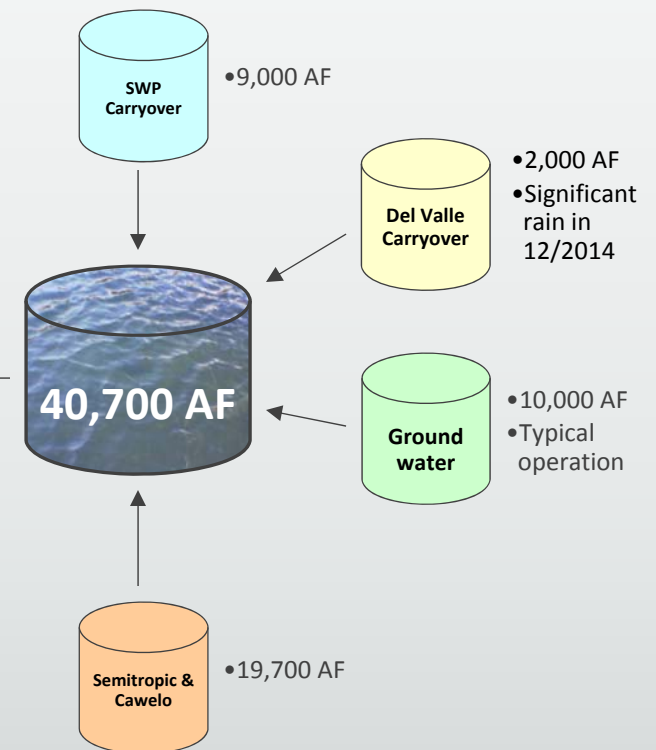 SWP
Carryover
•9,000 AF
Del Valle
Carryover
•2,000 AF
•Significant
rain in
12/2014
40,700 AF
Ground
water
•10,000 AF
•Typical
operation
Semitropic &
Cawelo
•19,700 AF